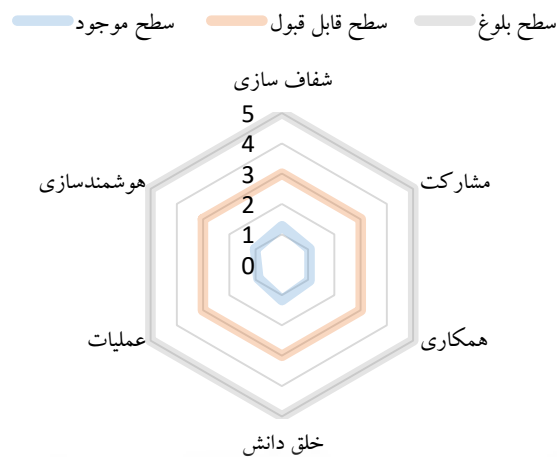 سطح بلوغ سطح قابل قبول سطح موجود
شفاف سازی
5
4
3
2
1
0
مشارکت
هوشمندسازی
همکاری
عملیات
خلق دانش